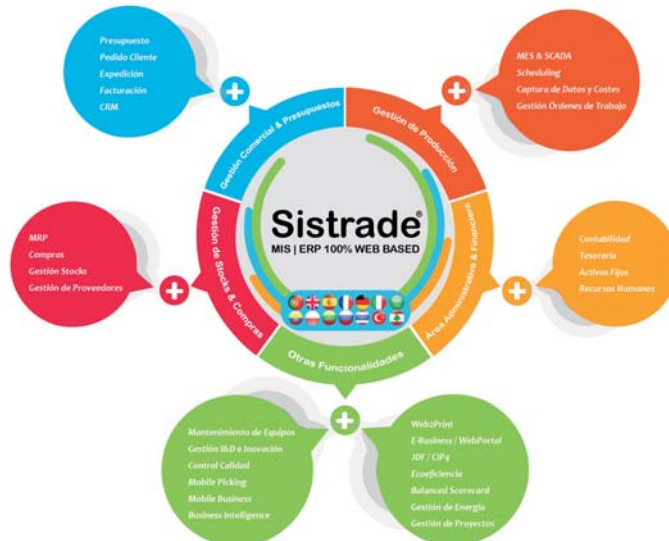 Presupuesto
Pedido Cliente
Expedición
Facturación
CRM
MES & SCADA
Scheduling
Captura de Datos y Costes
Gestión Órdenes de Trabajo
Gestión Comercial & Presupuestos
Gestión de Producción
Sistrade®
MIS | ERP 100% WEB BASED
MRP
Compras
Gestión Stocks
Gestión de Proveedores
Gestión de Stocks & Compras
Área Administrativa & Financiero
Contabilidad
Tesorería
Activos Fijos
Recursos Humanos
Otras Funcionalidades
Mantenimiento de Equipos
Gestión I&D e Inovación
Control Calidad
Mobile Picking
Mobile Business
Business Intelligence
Web2Print
E-Business / WebPortal
JDF / CIP4
Ecoeficiencia
Balanced Scorecard
Gestión de Energía
Gestión de Proyectos